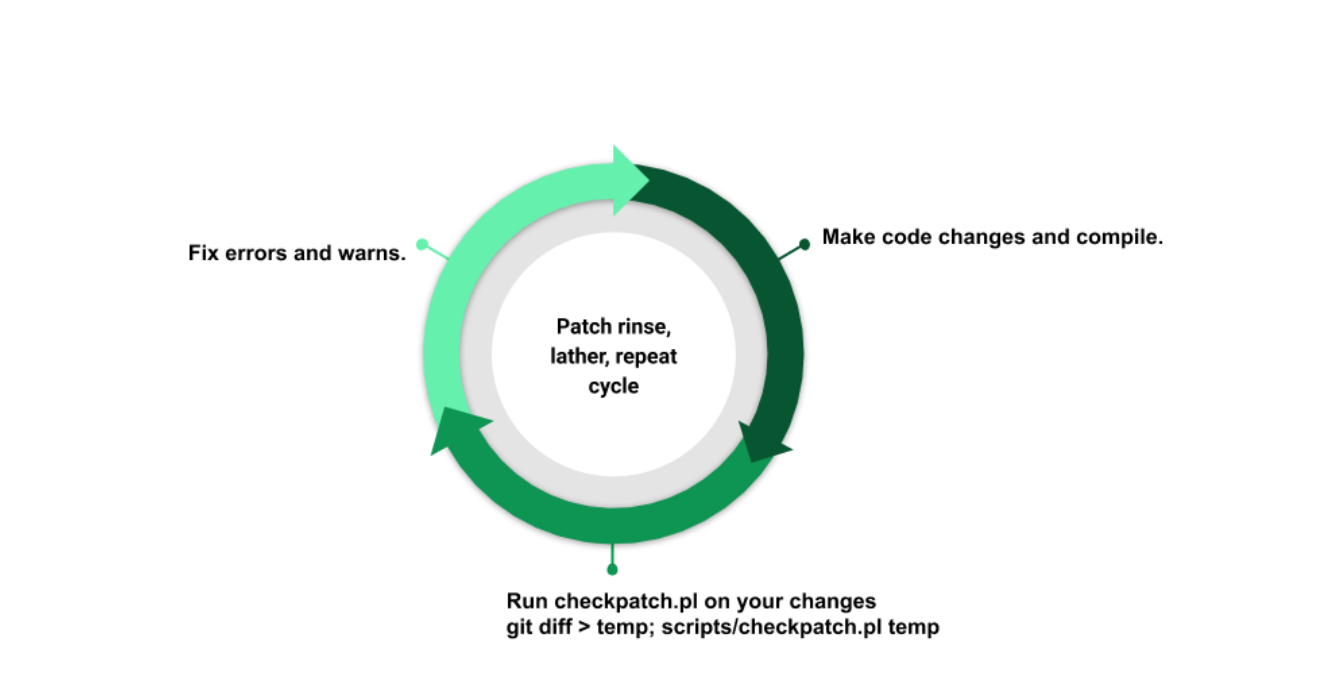 Make code changes and compile.
Fix errors and warns.
Patch rinse,
lather, repeat
cycle
Run checkpatch.pl on your changes
git diff > temp; scripts/checkpatch.pl temp